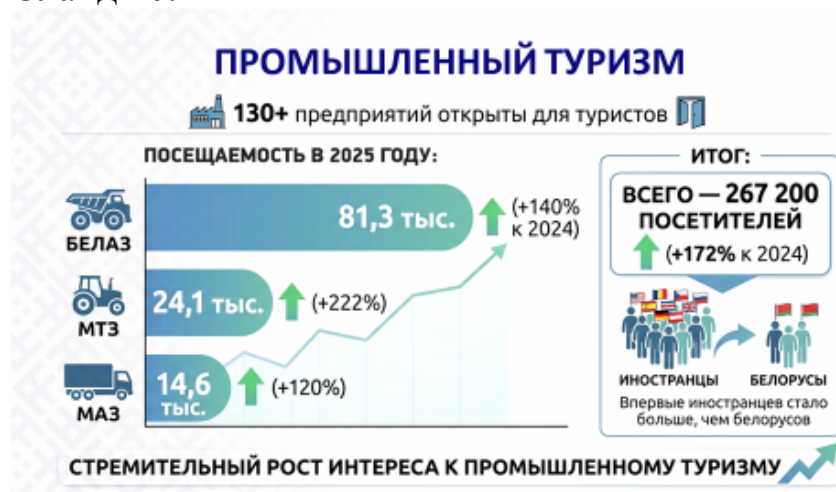 ПРОМЫШЛЕННЫЙ ТУРИЗМ
130+ предприятий открыты для туристов
ПОСЕЩАЕМОСТЬ В 2025 ГОДУ:
БЕЛАЗ
81,3 тыс.
(+140%
к 2024)
МТЗ
24,1 тыс.
(+222%)
МАЗ
14,6
тыс.
(+120%)
ИТОГ:
ВСЕГО — 267 200
ПОСЕТИТЕЛЕЙ
(+172% к 2024)
ИНОСТРАНЦЫ
БЕЛОРУСЫ
Впервые иностранцев стало
больше, чем белорусов
СТРЕМИТЕЛЬНЫЙ РОСТ ИНТЕРЕСА К ПРОМЫШЛЕННОМУ ТУРИЗМУ